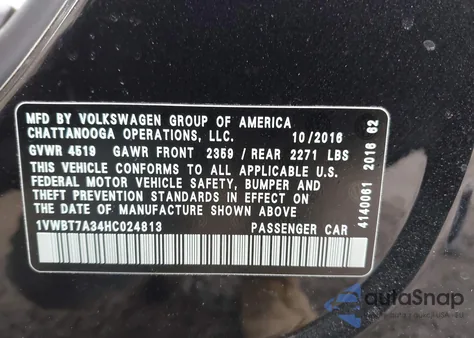 MFD BY VOLKSWAGEN GROUP OF AMERICA
CHATTANOOGA OPERATIONS, LLC. 10/2016
GVWR 4519 GAWR FRONT 2359 / REAR 2271 LBS
THIS VEHICLE CONFORMS TO ALL APPLICABLE U.S.
FEDERAL MOTOR VEHICLE SAFETY, BUMPER AND
THEFT PREVENTION STANDARDS IN EFFECT ON
THE DATE OF MANUFACTURE SHOWN ABOVE
1VWBT7A34HC024813 PASSENGER CAR
4140061 2016 62
autaSnap